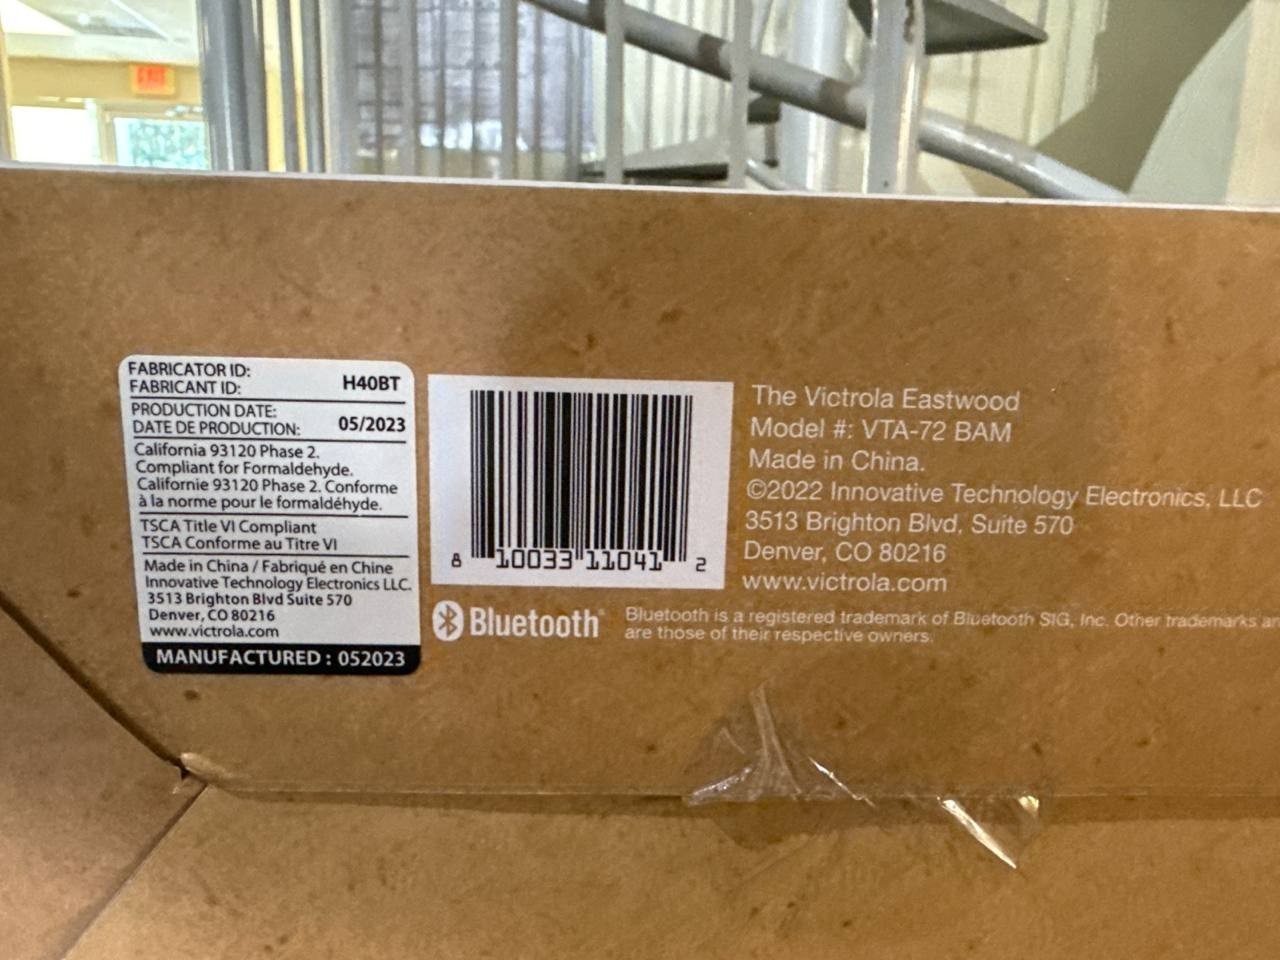 EXIT
FABRICATOR ID:
FABRICANT ID: H40BT
PRODUCTION DATE:
DATE DE PRODUCTION: 05/2023
California 93120 Phase 2.
Compliant for Formaldehyde.
Californie 93120 Phase 2. Conforme
à la norme pour le formaldéhyde.
TSCA Title VI Compliant
TSCA Conforme au Titre VI
Made in China / Fabriqué en Chine
Innovative Technology Electronics LLC.
3513 Brighton Blvd Suite 570
Denver, CO 80216
www.victrola.com
MANUFACTURED : 052023
8 10033 11041 2
The Victrola Eastwood
Model #: VTA-72 BAM
Made in China.
©2022 Innovative Technology Electronics, LLC
3513 Brighton Blvd, Suite 570
Denver, CO 80216
www.victrola.com
Bluetooth®
Bluetooth is a registered trademark of Bluetooth SIG, Inc. Other trademarks
are those of their respective owners.